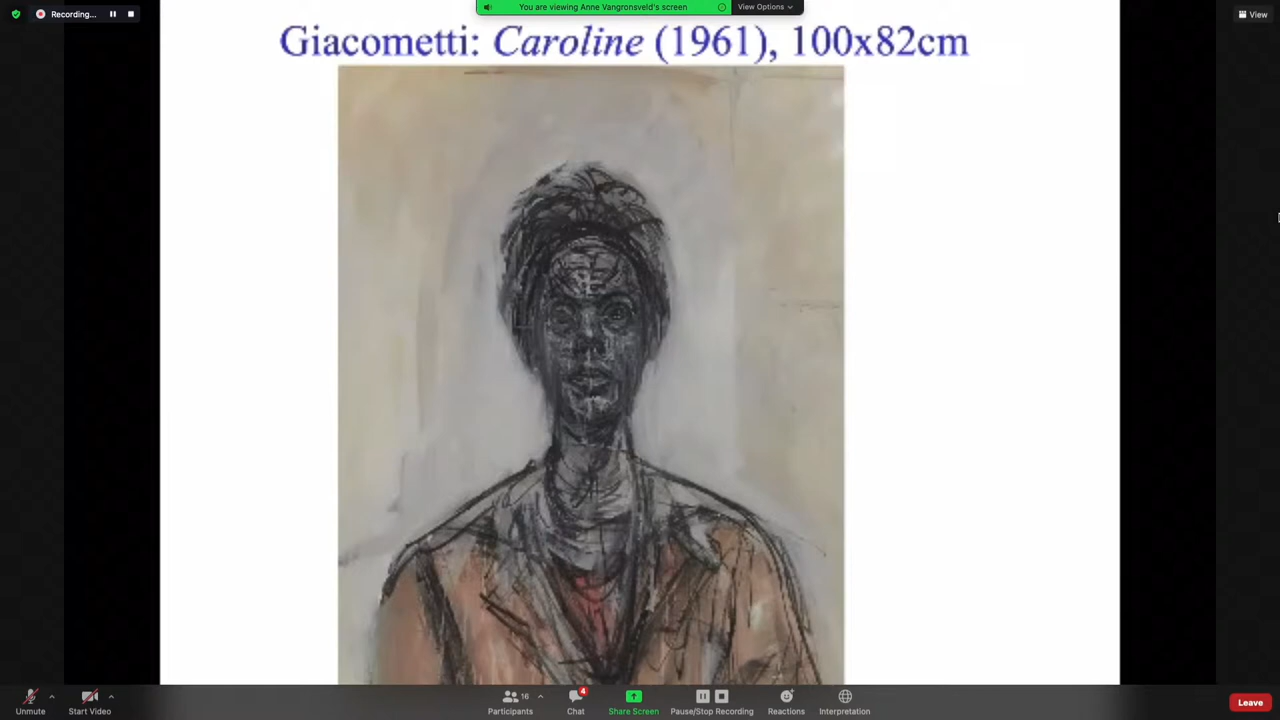 Recording...
You are viewing Anne Vangronsveld's screen
View Options
View
Giacometti: Caroline (1961), 100x82cm
Unmute
Start Video
16
Participants
4
Chat
Share Screen
Pause/Stop Recording
Reactions
Interpretation
Leave